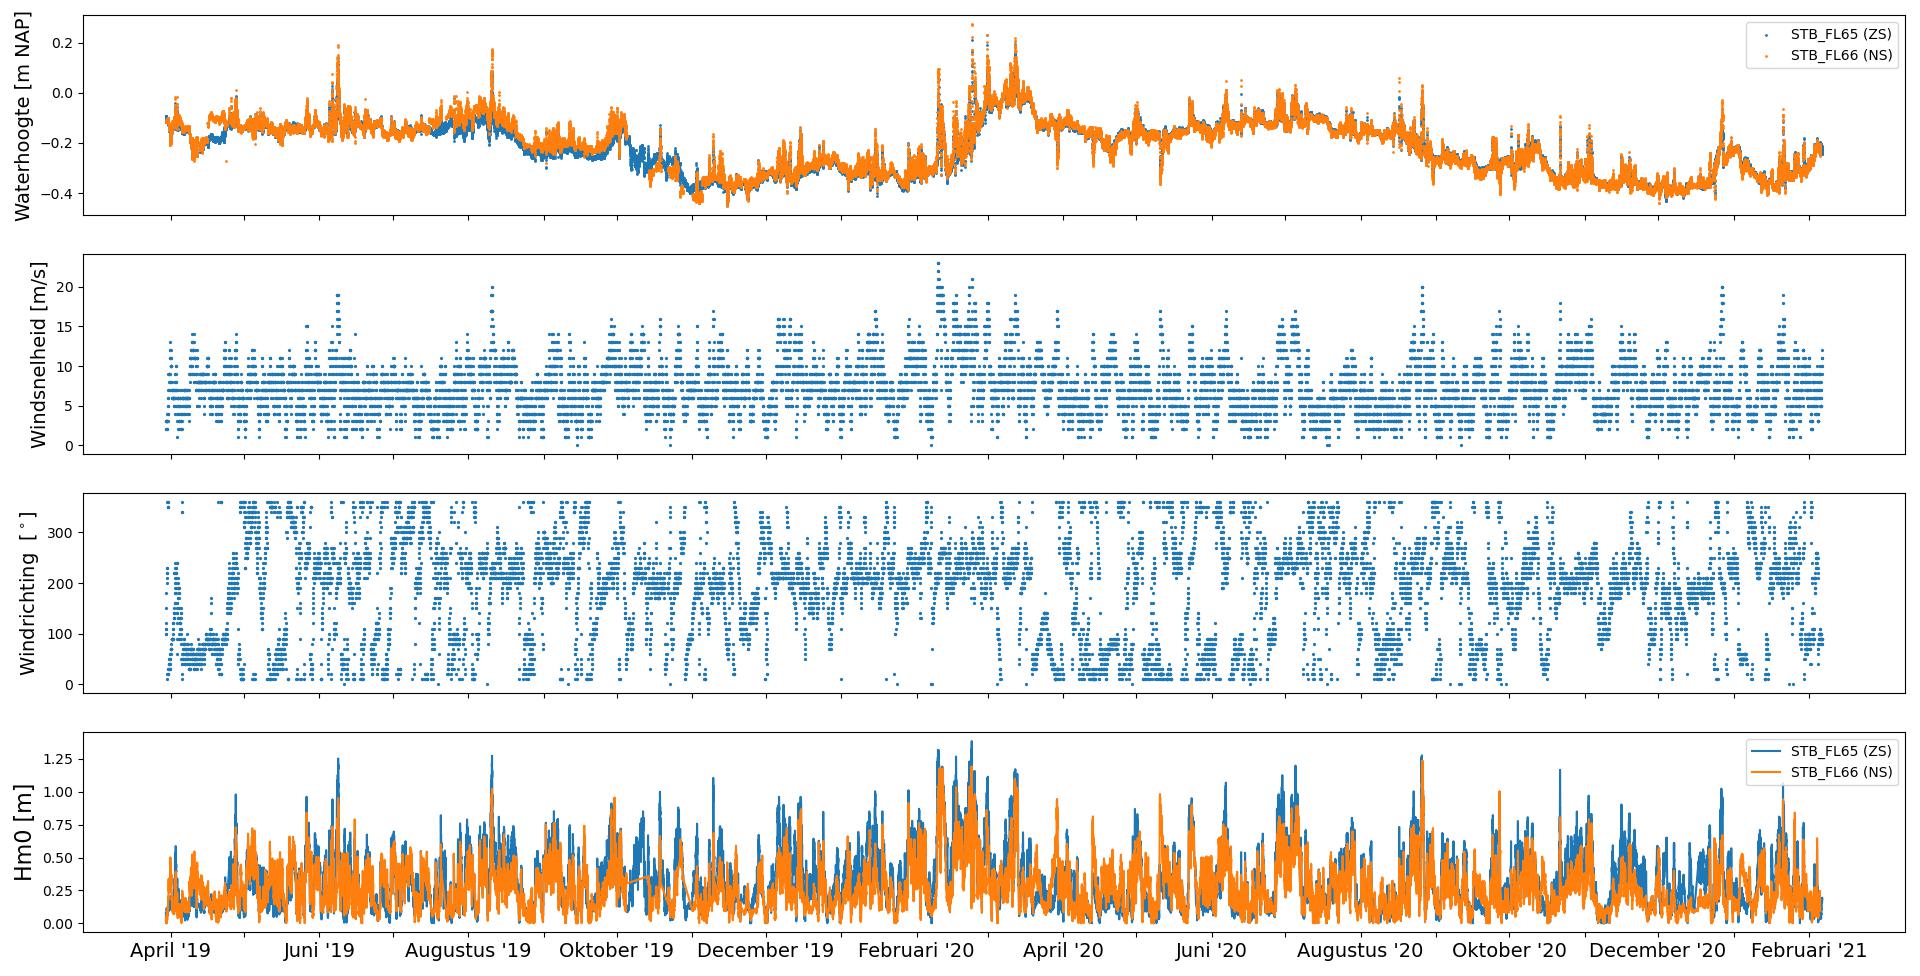 Waterhoogte [m NAP]
0.2
0.0
−0.2
−0.4
STB_FL65 (ZS)
STB_FL66 (NS)
Windsnelheid [m/s]
20
15
10
5
0
Windrichting [°]
300
200
100
0
Hm0 [m]
1.25
1.00
0.75
0.50
0.25
0.00
STB_FL65 (ZS)
STB_FL66 (NS)
April '19 Juni '19 Augustus '19 Oktober '19 December '19 Februari '20 April '20 Juni '20 Augustus '20 Oktober '20 December '20 Februari '21